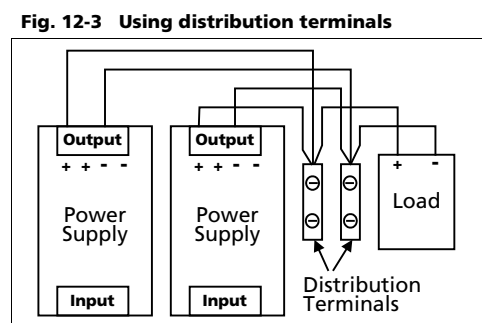 Fig. 12-3 Using distribution terminals
Output
+ + - -
Power
Supply
Input
Output
+ + - -
Power
Supply
Input
+ -
Load
Distribution
Terminals